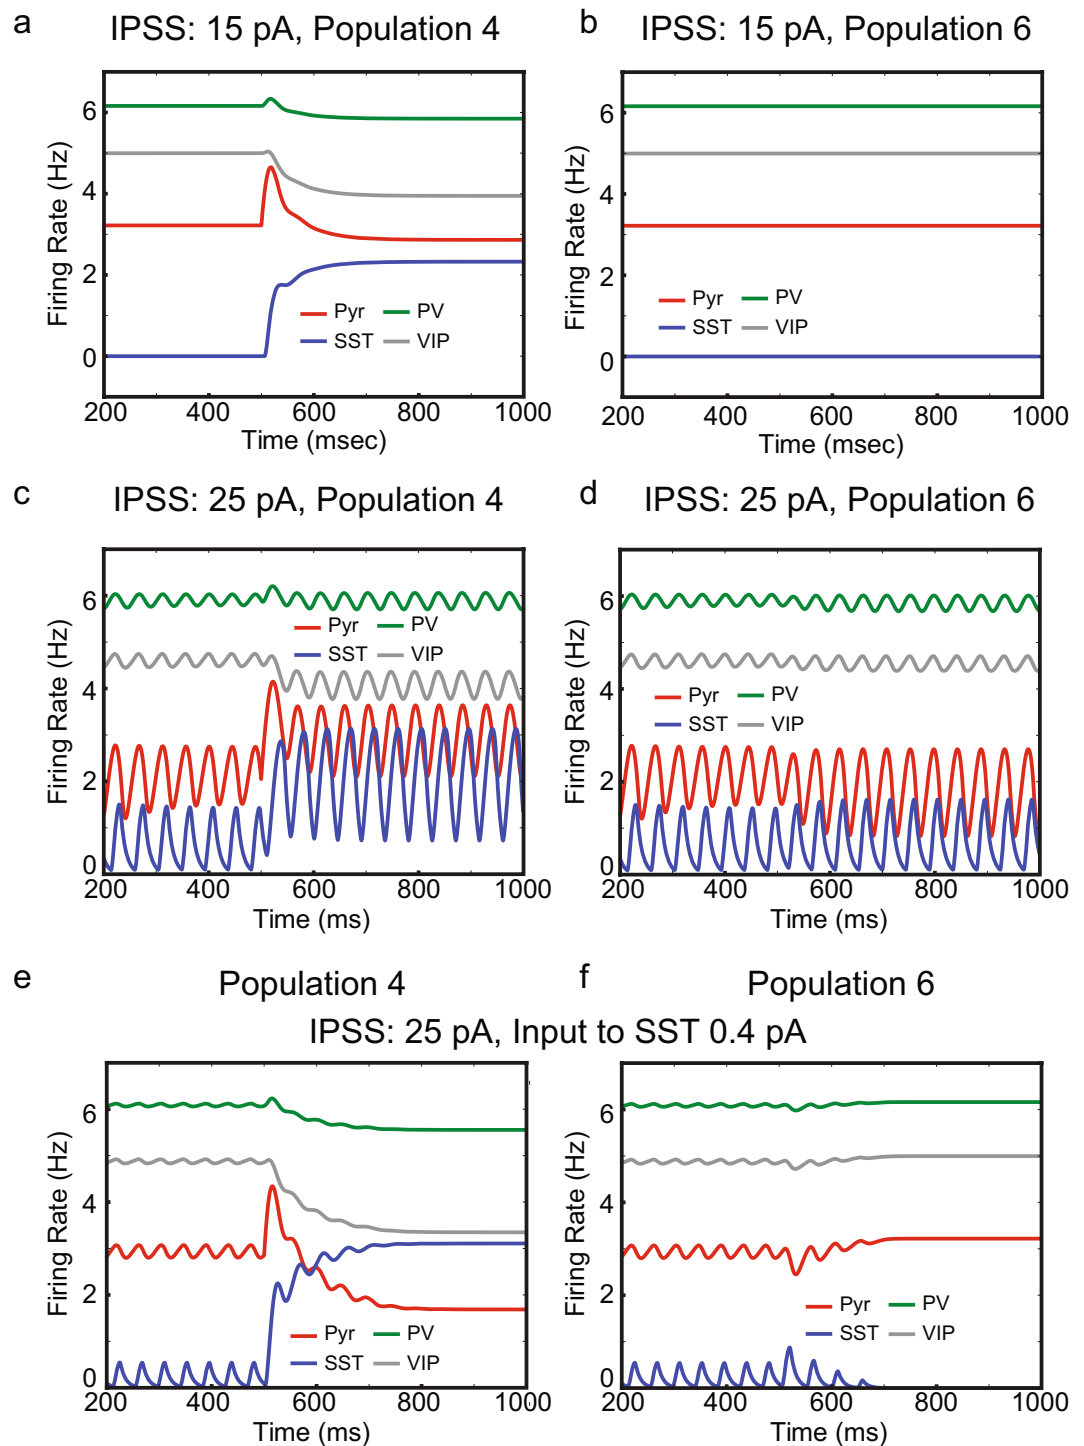 a IPSS: 15 pA, Population 4
b IPSS: 15 pA, Population 6
Firing Rate (Hz)
6
4
2
0
Pyr PV
SST VIP
200 400 600 800 1000
Time (msec)
Firing Rate (Hz)
6
4
2
0
Pyr PV
SST VIP
200 400 600 800 1000
Time (msec)
c IPSS: 25 pA, Population 4
d IPSS: 25 pA, Population 6
Firing Rate (Hz)
6
4
2
0
Pyr PV
SST VIP
200 400 600 800 1000
Time (ms)
Firing Rate (Hz)
6
4
2
0
Pyr PV
SST VIP
200 400 600 800 1000
Time (ms)
e Population 4
f Population 6
IPSS: 25 pA, Input to SST 0.4 pA
Firing Rate (Hz)
6
4
2
0
Pyr PV
SST VIP
200 400 600 800 1000
Time (ms)
Firing Rate (Hz)
6
4
2
0
Pyr PV
SST VIP
200 400 600 800 1000
Time (ms)